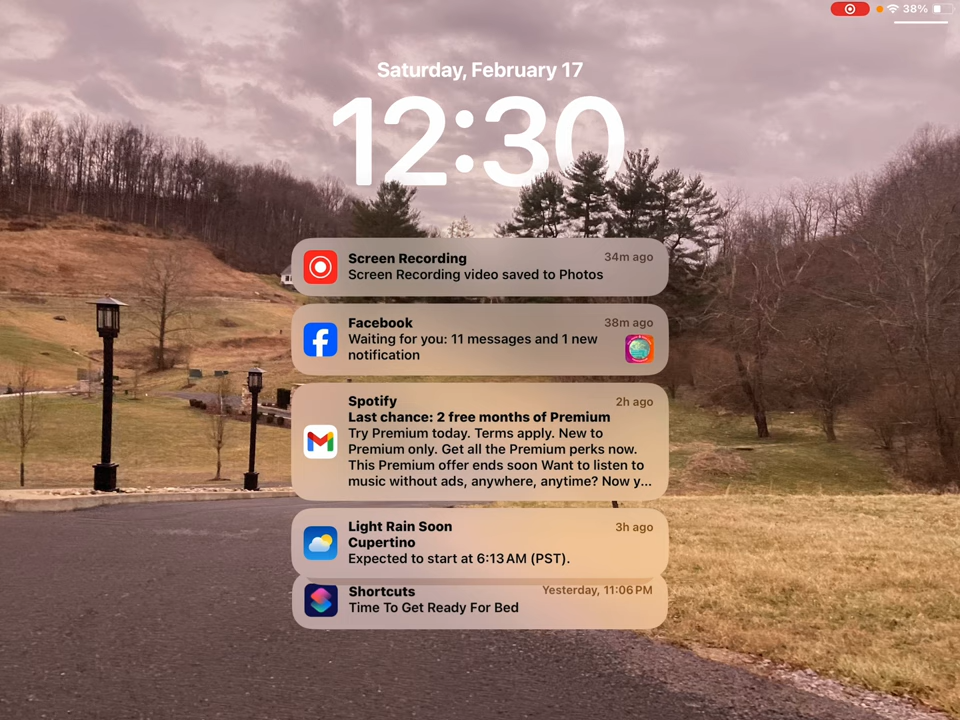 38%
Saturday, February 17
12:30
Screen Recording 34m ago
Screen Recording video saved to Photos
Facebook 38m ago
Waiting for you: 11 messages and 1 new
notification
Spotify 2h ago
Last chance: 2 free months of Premium
Try Premium today. Terms apply. New to
Premium only. Get all the Premium perks now.
This Premium offer ends soon Want to listen to
music without ads, anywhere, anytime? Now y...
Light Rain Soon 3h ago
Cupertino
Expected to start at 6:13 AM (PST).
Shortcuts Yesterday, 11:06 PM
Time To Get Ready For Bed